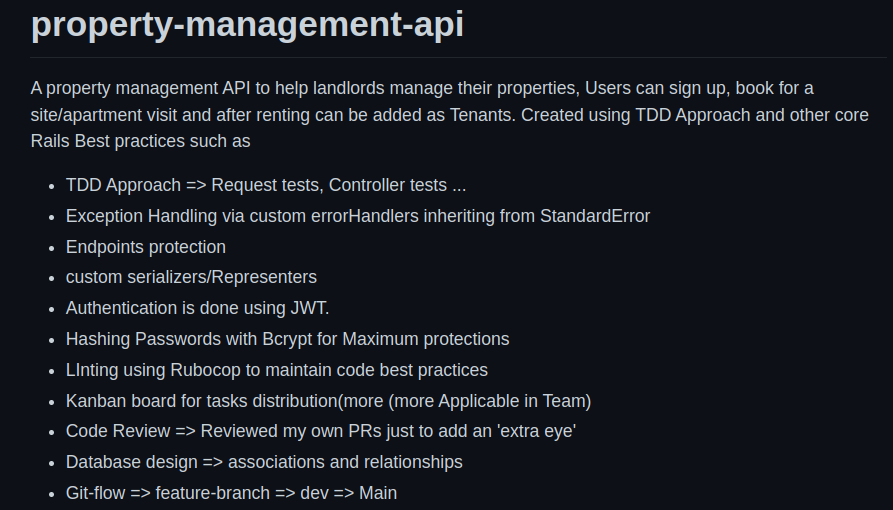 property-management-api
A property management API to help landlords manage their properties, Users can sign up, book for a
site/apartment visit and after renting can be added as Tenants. Created using TDD Approach and other core
Rails Best practices such as
• TDD Approach => Request tests, Controller tests ...
• Exception Handling via custom errorHandlers inheriting from StandardError
• Endpoints protection
• custom serializers/Representers
• Authentication is done using JWT.
• Hashing Passwords with Bcrypt for Maximum protections
• LInting using Rubocop to maintain code best practices
• Kanban board for tasks distribution(more (more Applicable in Team)
• Code Review => Reviewed my own PRs just to add an 'extra eye'
• Database design => associations and relationships
• Git-flow => feature-branch => dev => Main